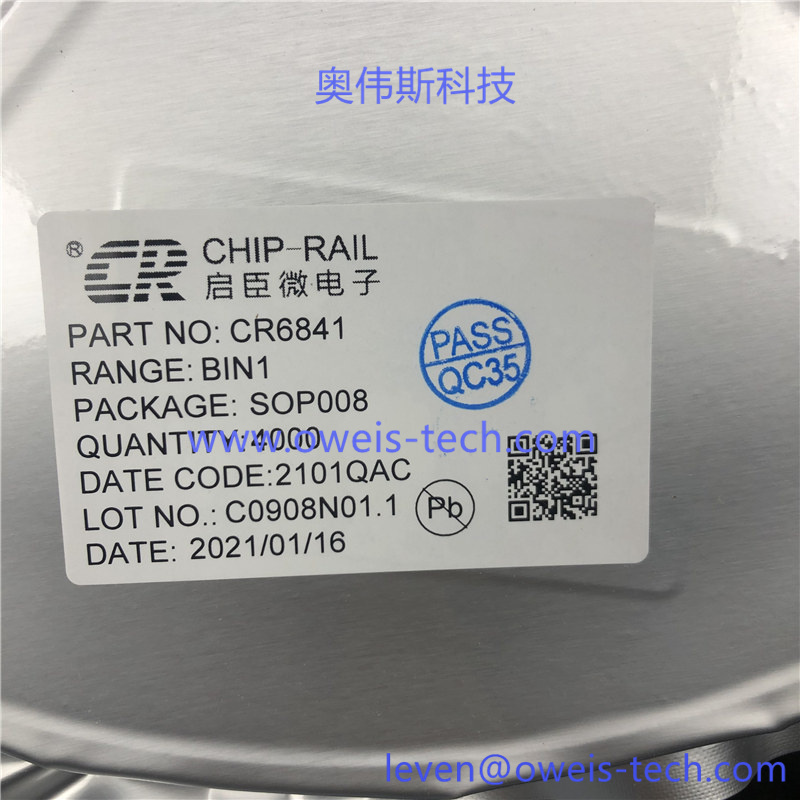 奥伟斯科技
® CR CHIP-RAIL
启臣微电子
PART NO: CR6841
RANGE: BIN1
PACKAGE: SOP008
QUANTITY:4000
www.oweis-tech.com
DATE CODE:2101QAC
LOT NO.: C0908N01.1
DATE: 2021/01/16
PASS
QC35
Pb
leven@oweis-tech.com